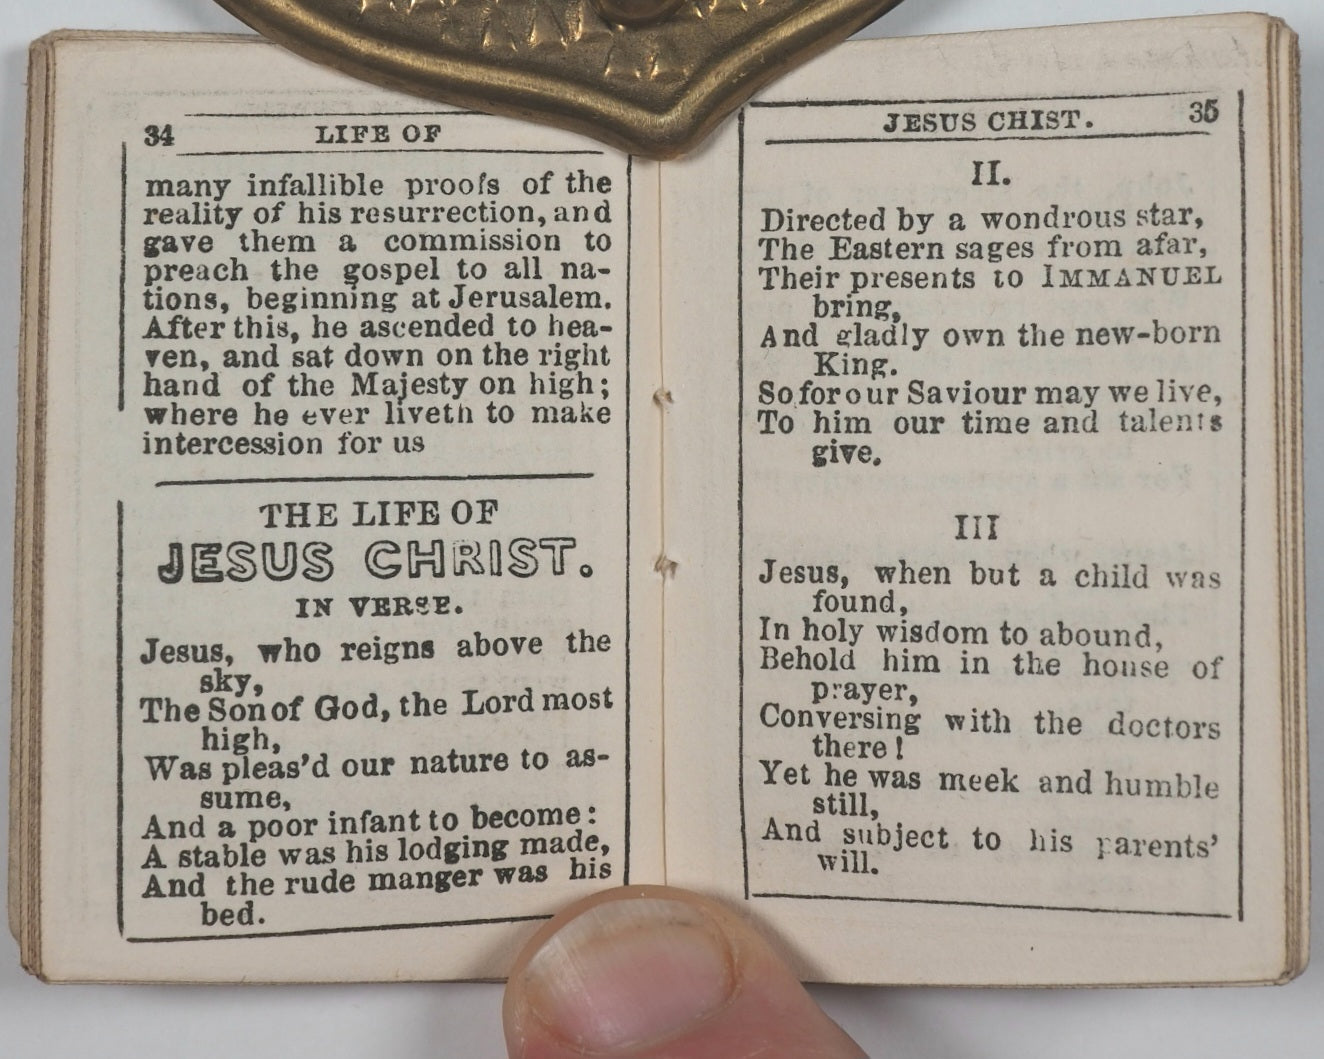 34 LIFE OF
many infallible proofs of the
reality of his resurrection, and
gave them a commission to
preach the gospel to all na-
tions, beginning at Jerusalem.
After this, he ascended to hea-
ven, and sat down on the right
hand of the Majesty on high;
where he ever liveth to make
intercession for us
THE LIFE OF
JESUS CHRIST.
IN VERSE.
Jesus, who reigns above the
sky,
The Son of God, the Lord most
high,
Was pleas'd our nature to as-
sume,
And a poor infant to become:
A stable was his lodging made,
And the rude manger was his
bed.
JESUS CHIST. 35
II.
Directed by a wondrous star,
The Eastern sages from afar,
Their presents to IMMANUEL
bring,
And gladly own the new-born
King.
So for our Saviour may we live,
To him our time and talents
give.
III
Jesus, when but a child was
found,
In holy wisdom to abound,
Behold him in the house of
prayer,
Conversing with the doctors
there!
Yet he was meek and humble
still,
And subject to his parents'
will.